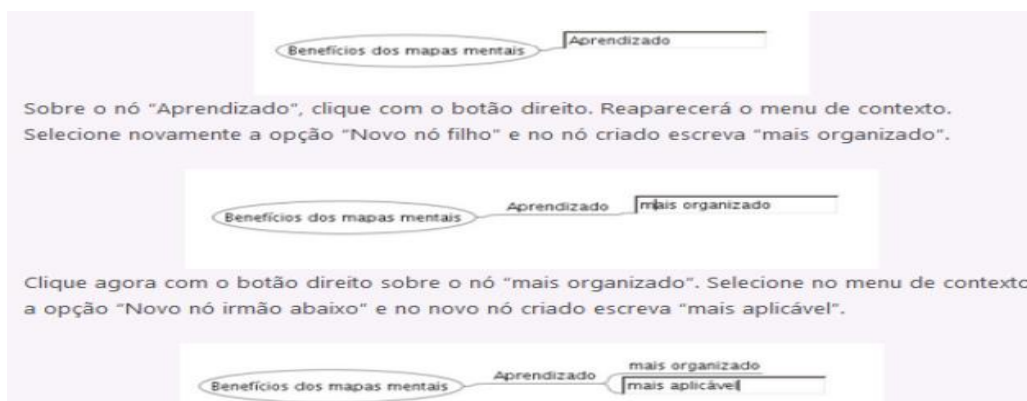 Benefícios dos mapas mentais Aprendizado
Sobre o nó "Aprendizado", clique com o botão direito. Reaparecerá o menu de contexto.
Selecione novamente a opção "Novo nó filho" e no nó criado escreva "mais organizado".
Benefícios dos mapas mentais Aprendizado mais organizado
Clique agora com o botão direito sobre o nó "mais organizado". Selecione no menu de contexto
a opção "Novo nó irmão abaixo" e no novo nó criado escreva "mais aplicável".
mais organizado
Benefícios dos mapas mentais Aprendizado mais aplicável